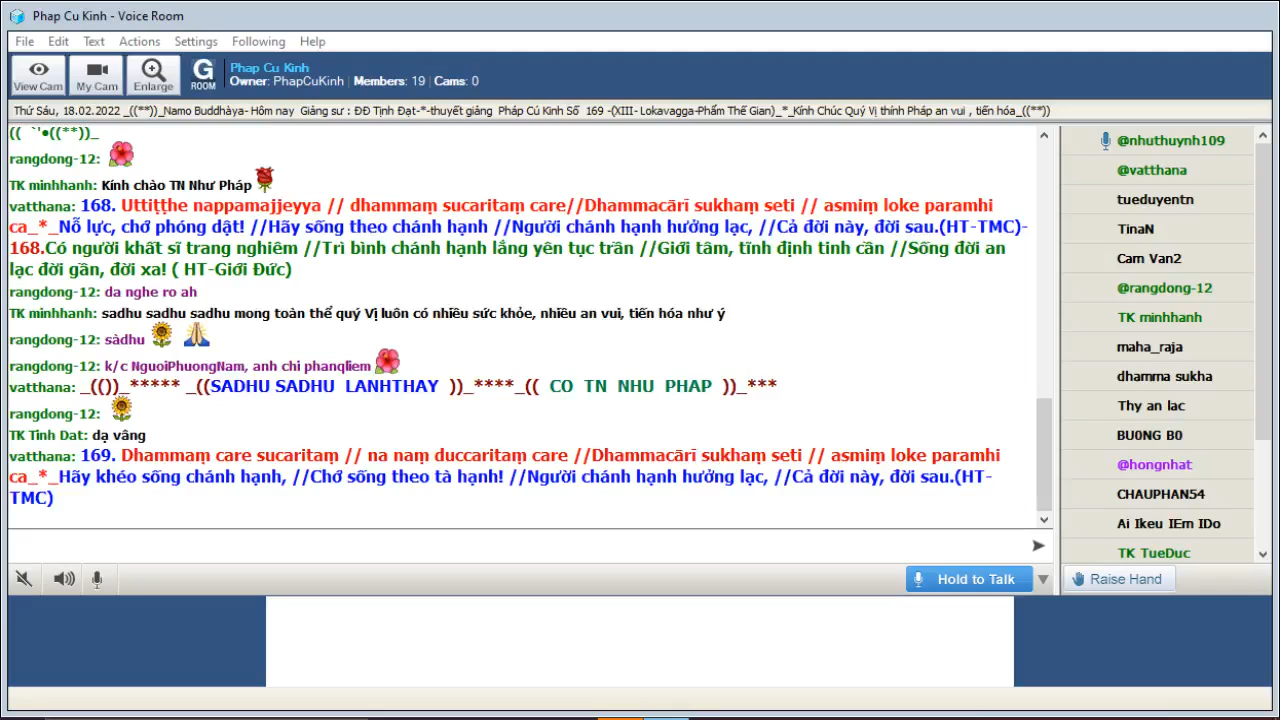 Phap Cu Kinh - Voice Room
File Edit Text Actions Settings Following Help
View Cam My Cam Enlarge G ROOM
Phap Cu Kinh
Owner: PhapCuKinh | Members: 19 | Cams: 0
Thứ Sáu, 18.02.2022 _((**))_Namo Buddhàya- Hôm nay Giảng sư : ĐĐ Tịnh Đạt-*-thuyết giảng Pháp Cú Kinh Số 169 -(XIII- Lokavagga-Phẩm Thế Gian)_*_Kính Chúc Quý Vị thính Pháp an vui , tiến hóa_((**))
(( `'•((**))_
rangdong-12:
TK minhhanh: Kính chào TN Như Pháp
vatthana: 168. Uttiṭṭhe nappamajjeyya // dhammaṃ sucaritaṃ care//Dhammacārī sukhaṃ seti // asmiṃ loke paramhi
ca_*_Nỗ lực, chớ phóng dật! //Hãy sống theo chánh hạnh //Người chánh hạnh hưởng lạc, //Cả đời này, đời sau.(HT-TMC)-
168.Có người khất sĩ trang nghiêm //Trì bình chánh hạnh lắng yên tục trần //Giới tâm, tĩnh định tinh cần //Sống đời an
lạc đời gần, đời xa! ( HT-Giới Đức)
rangdong-12: da nghe ro ah
TK minhhanh: sadhu sadhu sadhu mong toàn thể quý Vị luôn có nhiều sức khỏe, nhiều an vui, tiến hóa như ý
rangdong-12: sàdhu
rangdong-12: k/c NguoiPhuongNam, anh chi phanqliem
vatthana: _(())_***** _((SADHU SADHU LANHTHAY ))_****_(( CO TN NHU PHAP ))_***
rangdong-12:
TK Tinh Dat: dạ vâng
vatthana: 169. Dhammaṃ care sucaritaṃ // na naṃ duccaritaṃ care //Dhammacārī sukhaṃ seti // asmiṃ loke paramhi
ca_*_Hãy khéo sống chánh hạnh, //Chớ sống theo tà hạnh! //Người chánh hạnh hưởng lạc, //Cả đời này, đời sau.(HT-
TMC)
Hold to Talk
@nhuthuynh109
@vatthana
tueduyentn
TinaN
Cam Van2
@rangdong-12
TK minhhanh
maha_raja
dhamma sukha
Thy an lac
BU0NG B0
@hongnhat
CHAUPHAN54
Ai Ikeu IEm IDo
TK TueDuc
Raise Hand